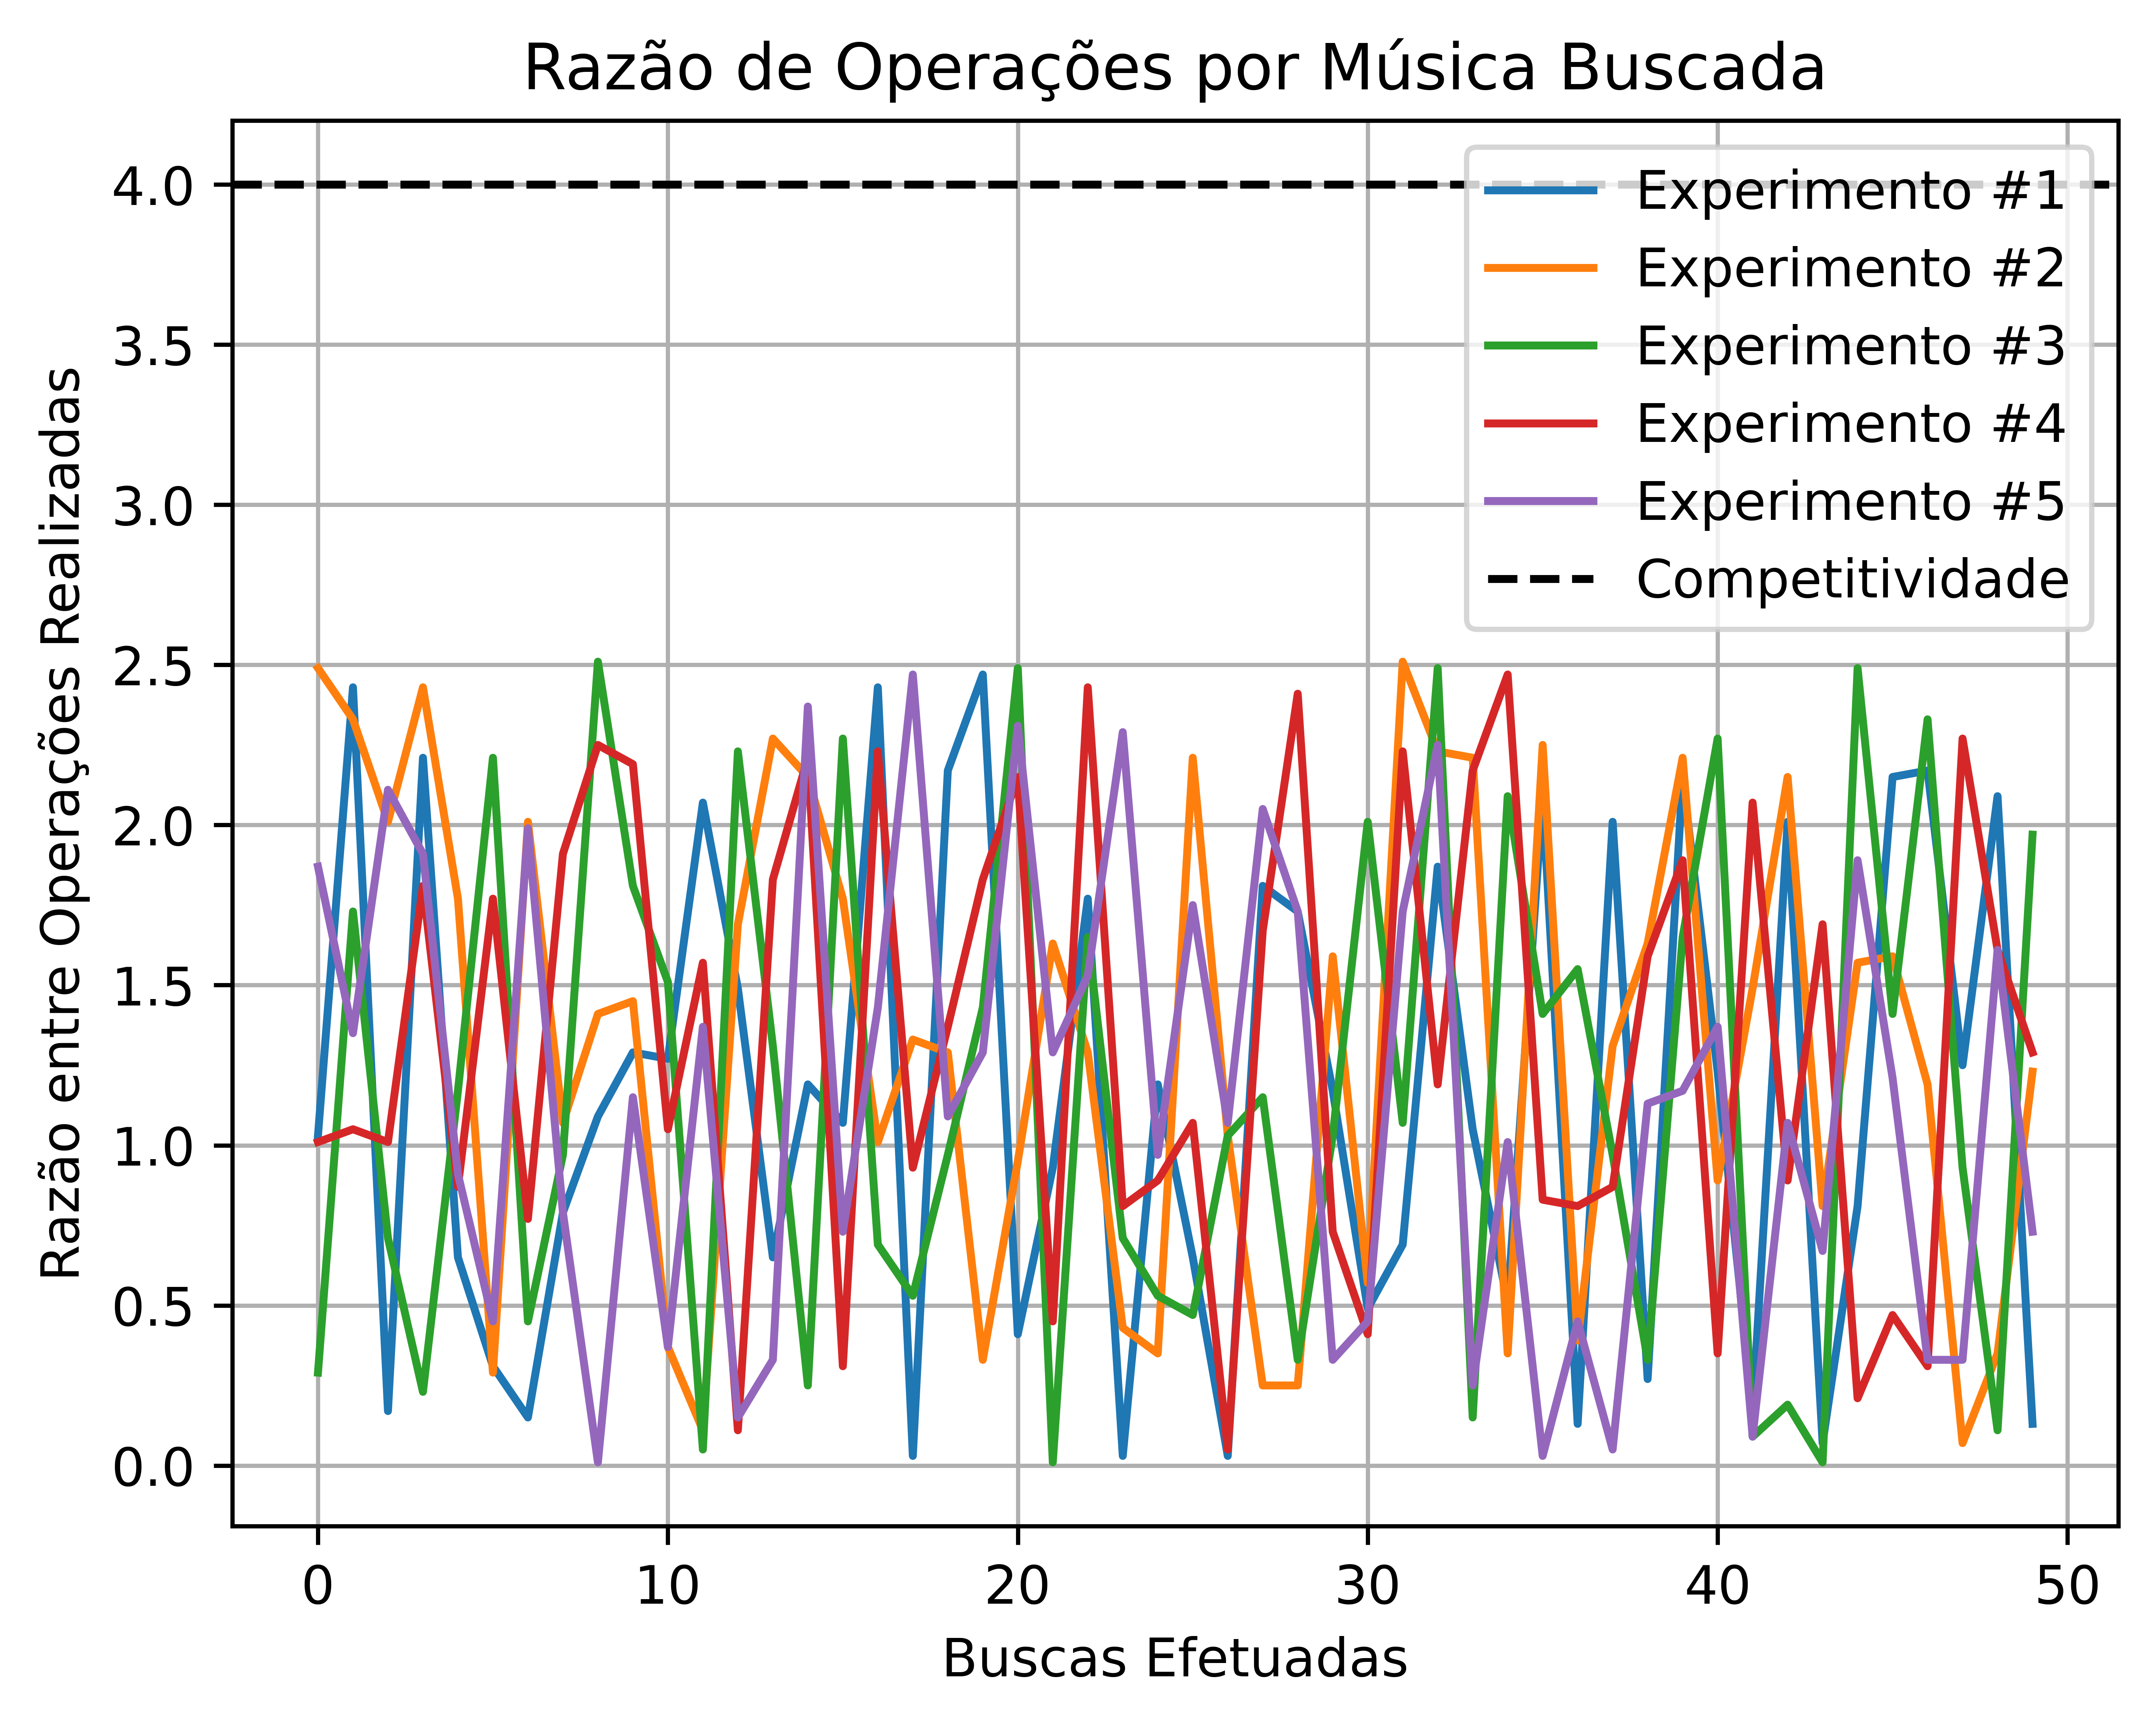 Razão de Operações por Música Buscada
Razão entre Operações Realizadas
4.0
3.5
3.0
2.5
2.0
1.5
1.0
0.5
0.0
Experimento #1
Experimento #2
Experimento #3
Experimento #4
Experimento #5
Competitividade
0 10 20 30 40 50
Buscas Efetuadas